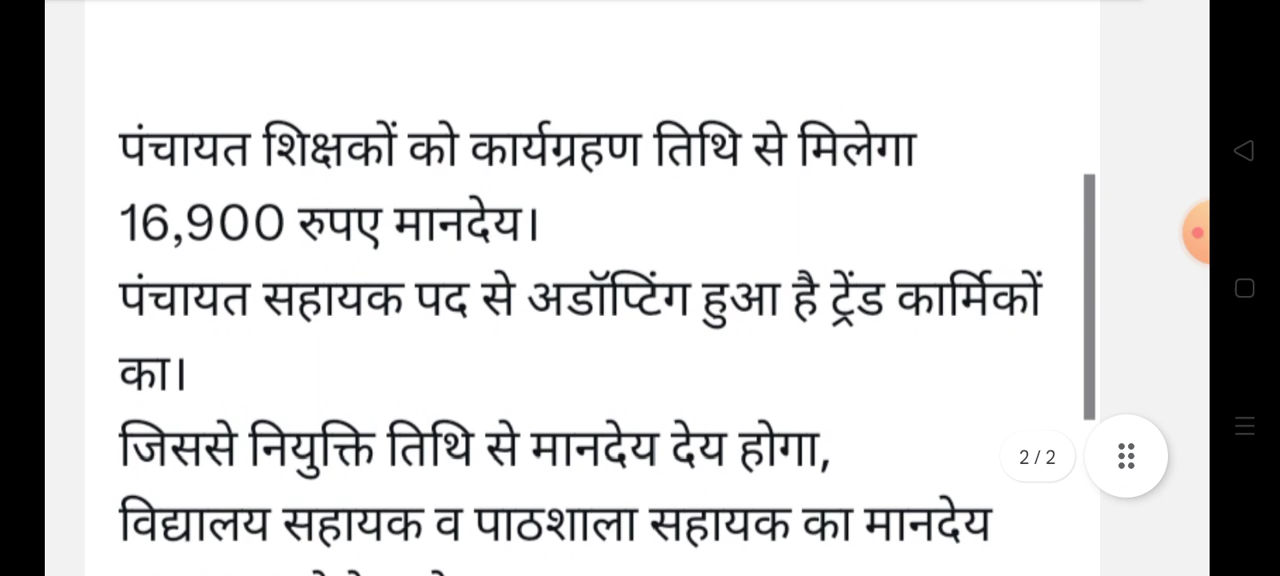 पंचायत शिक्षकों को कार्यग्रहण तिथि से मिलेगा
16,900 रुपए मानदेय।
पंचायत सहायक पद से अडॉप्टिंग हुआ है ट्रेंड कार्मिकों
का।
जिससे नियुक्ति तिथि से मानदेय देय होगा,
2 / 2
विद्यालय सहायक व पाठशाला सहायक का मानदेय